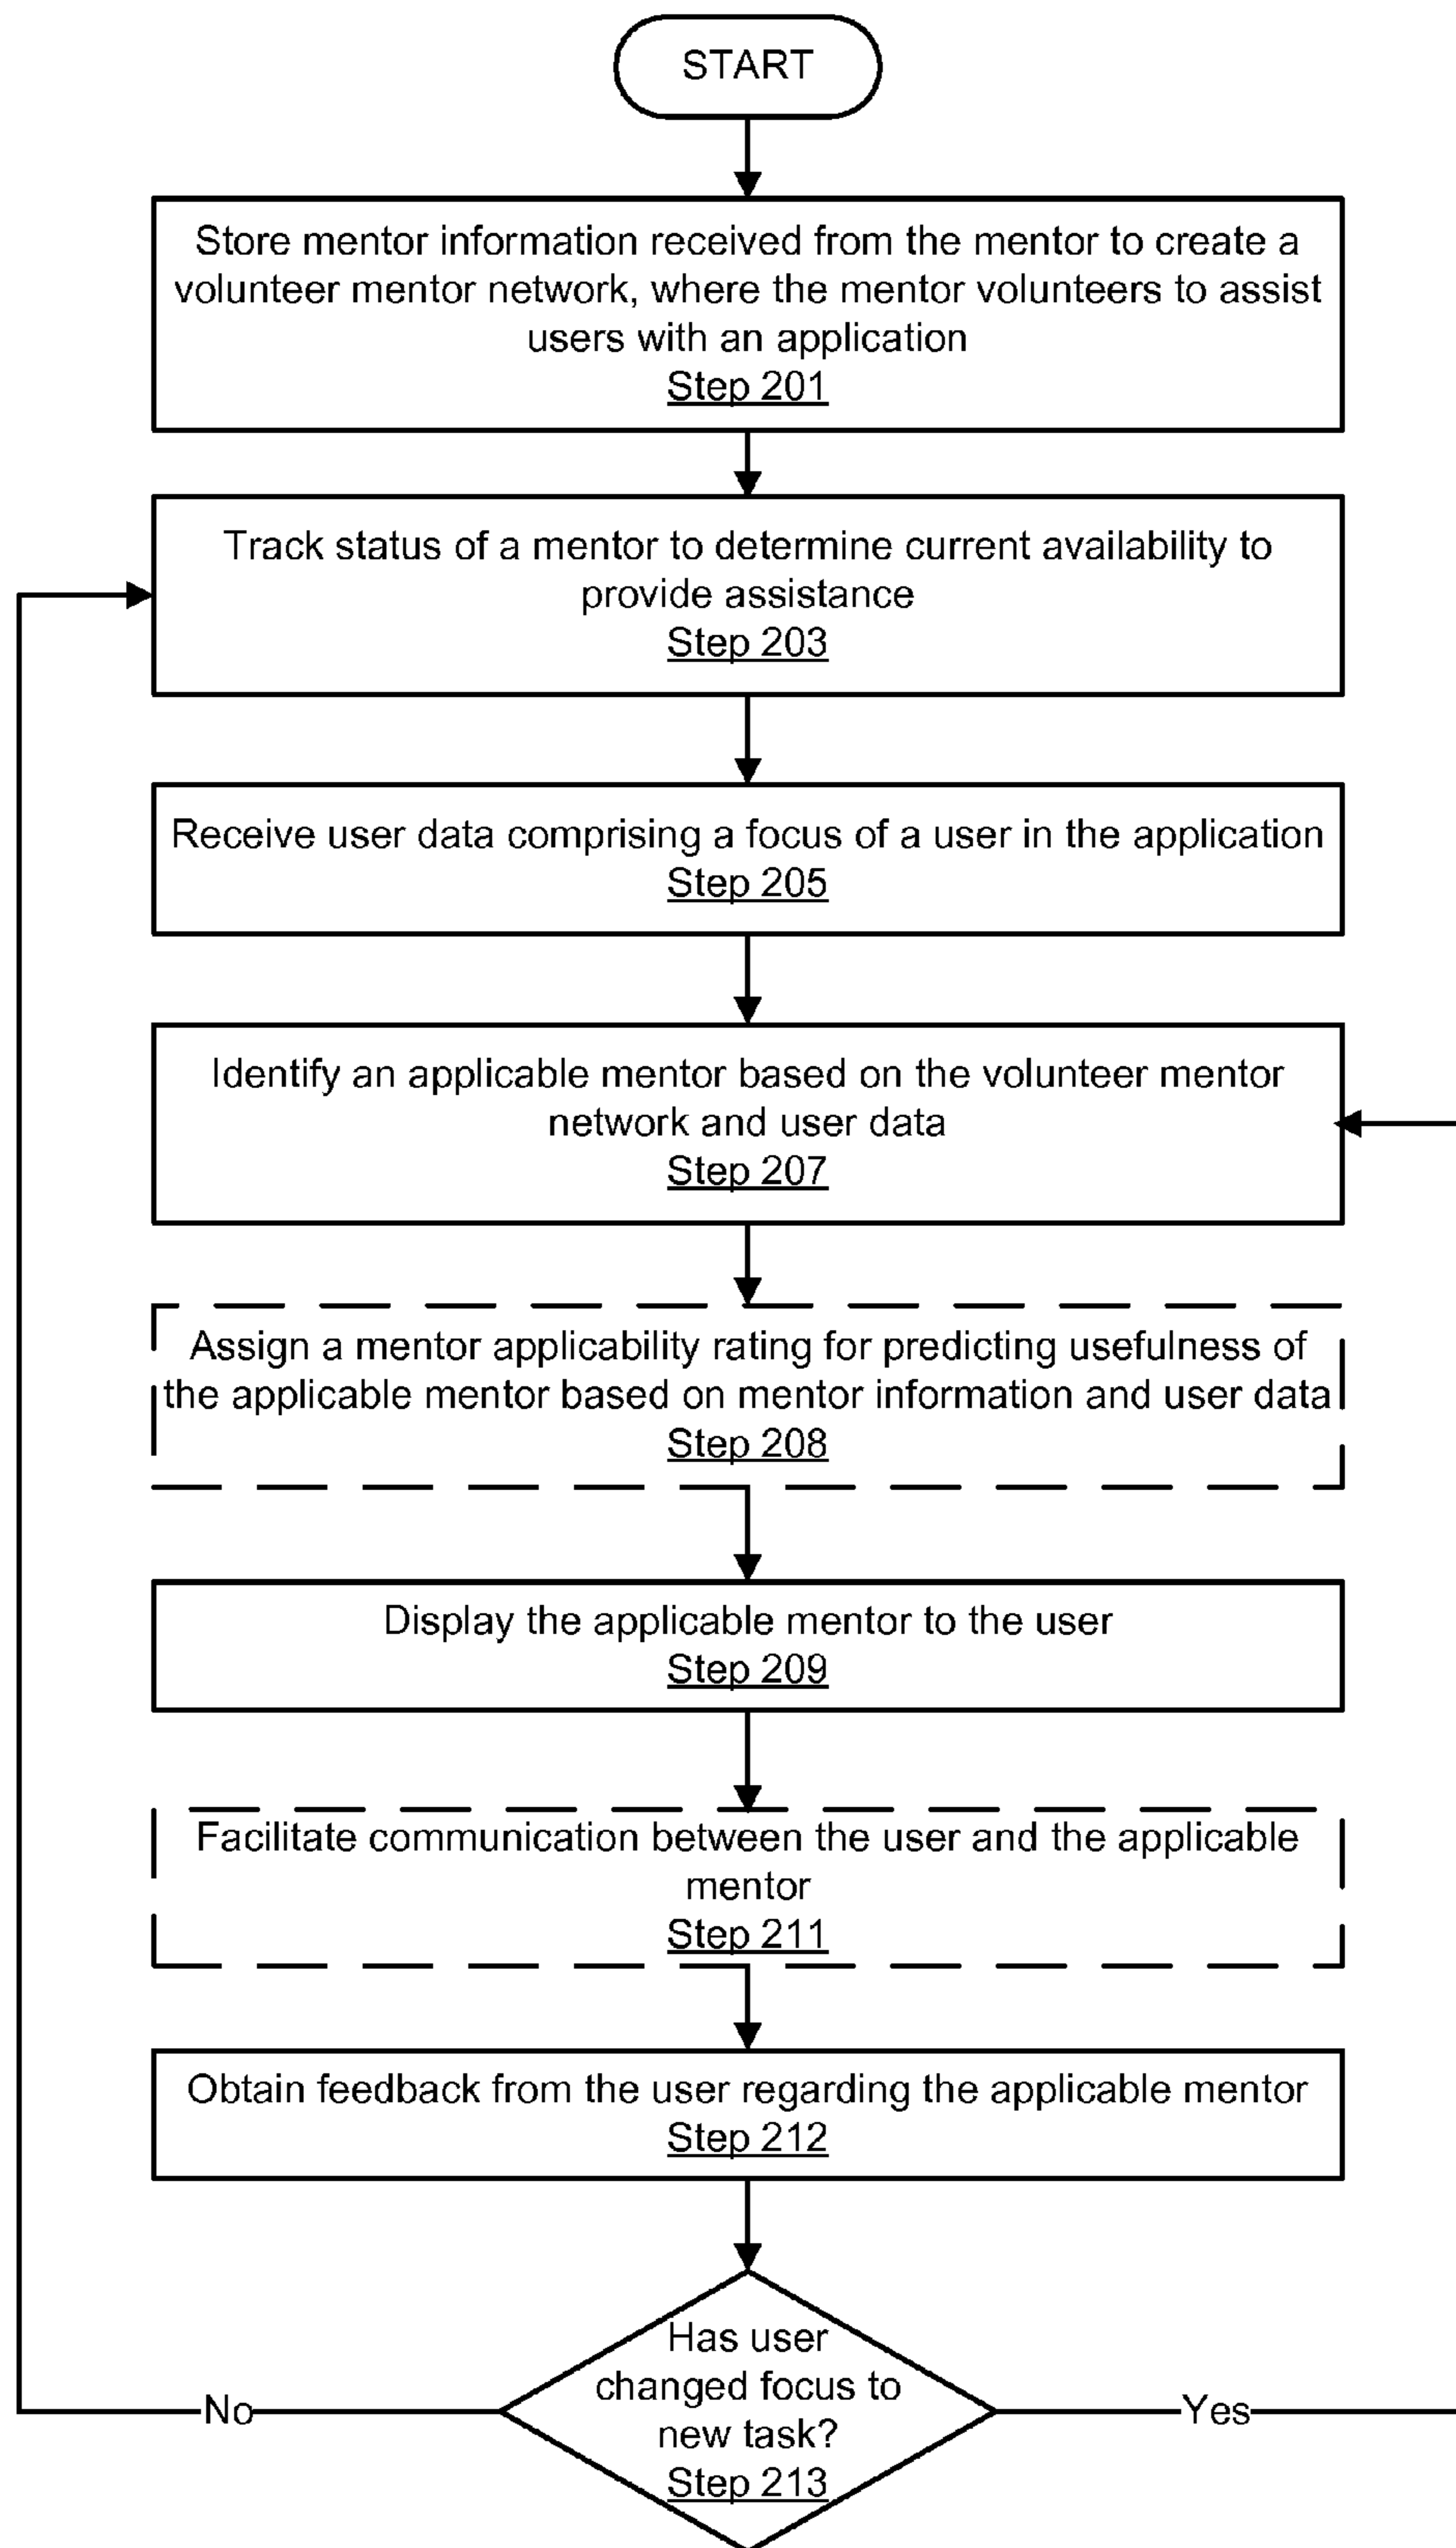 START
Store mentor information received from the mentor to create a
volunteer mentor network, where the mentor volunteers to assist
users with an application
Step 201
Track status of a mentor to determine current availability to
provide assistance
Step 203
Receive user data comprising a focus of a user in the application
Step 205
Identify an applicable mentor based on the volunteer mentor
network and user data
Step 207
Assign a mentor applicability rating for predicting usefulness of
the applicable mentor based on mentor information and user data
Step 208
Display the applicable mentor to the user
Step 209
Facilitate communication between the user and the applicable
mentor
Step 211
Obtain feedback from the user regarding the applicable mentor
Step 212
Has user
changed focus to
new task?
Step 213
No
Yes